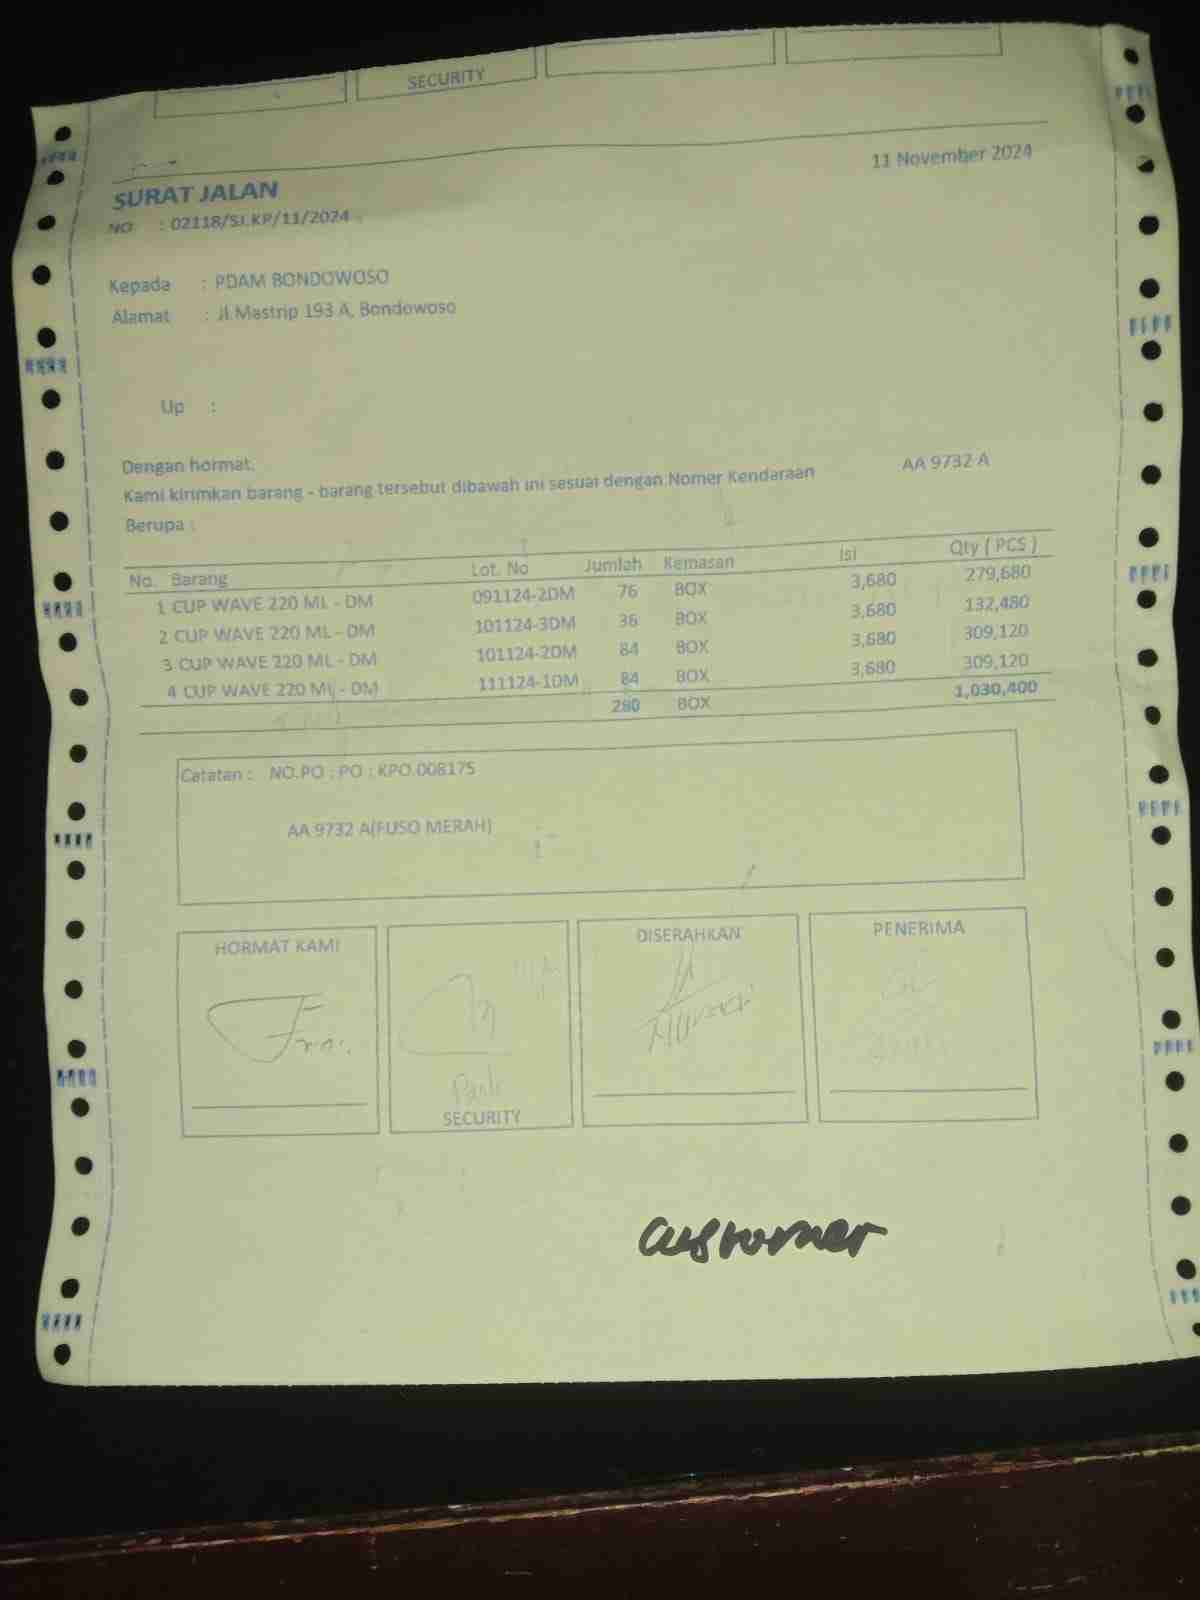 SECURITY
11 November 2024
SURAT JALAN
NO : 02118/SJ.KP/11/2024
Kepada : PDAM BONDOWOSO
Alamat : Jl.Mastrip 193 A, Bondowoso
Up :
Dengan hormat,
Kami kirimkan barang - barang tersebut dibawah ini sesuai dengan Nomer Kendaraan AA 9732 A
Berupa :
No. Barang Lot. No Jumlah Kemasan Isi Qty ( PCS )
1 CUP WAVE 220 ML - DM 091124-2DM 76 BOX 3,680 279,680
2 CUP WAVE 220 ML - DM 101124-3DM 36 BOX 3,680 132,480
3 CUP WAVE 220 ML - DM 101124-2DM 84 BOX 3,680 309,120
4 CUP WAVE 220 ML - DM 111124-1DM 84 BOX 3,680 309,120
280 BOX 1,030,400
Catatan : NO.PO : PO : KPO.008175
AA 9732 A(FUSO MERAH)
HORMAT KAMI DISERAHKAN PENERIMA
SECURITY
Customer